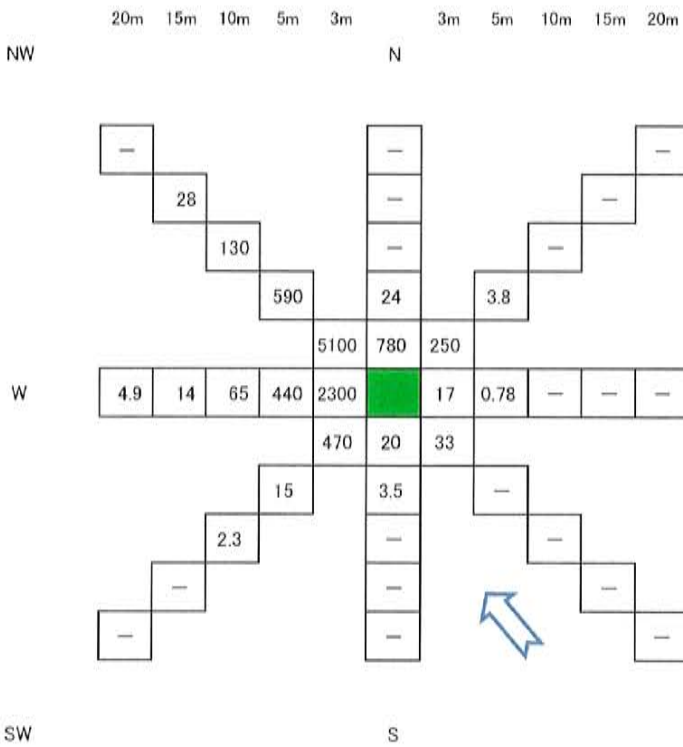 20m 15m 10m 5m 3m 3m 5m 10m 15m 20m
NW N
— — —
28 — —
130 — —
590 24 3.8
5100 780 250
W 4.9 14 65 440 2300 17 0.78 — — —
470 20 33
15 3.5 —
2.3 — —
— — —
— — —
SW S